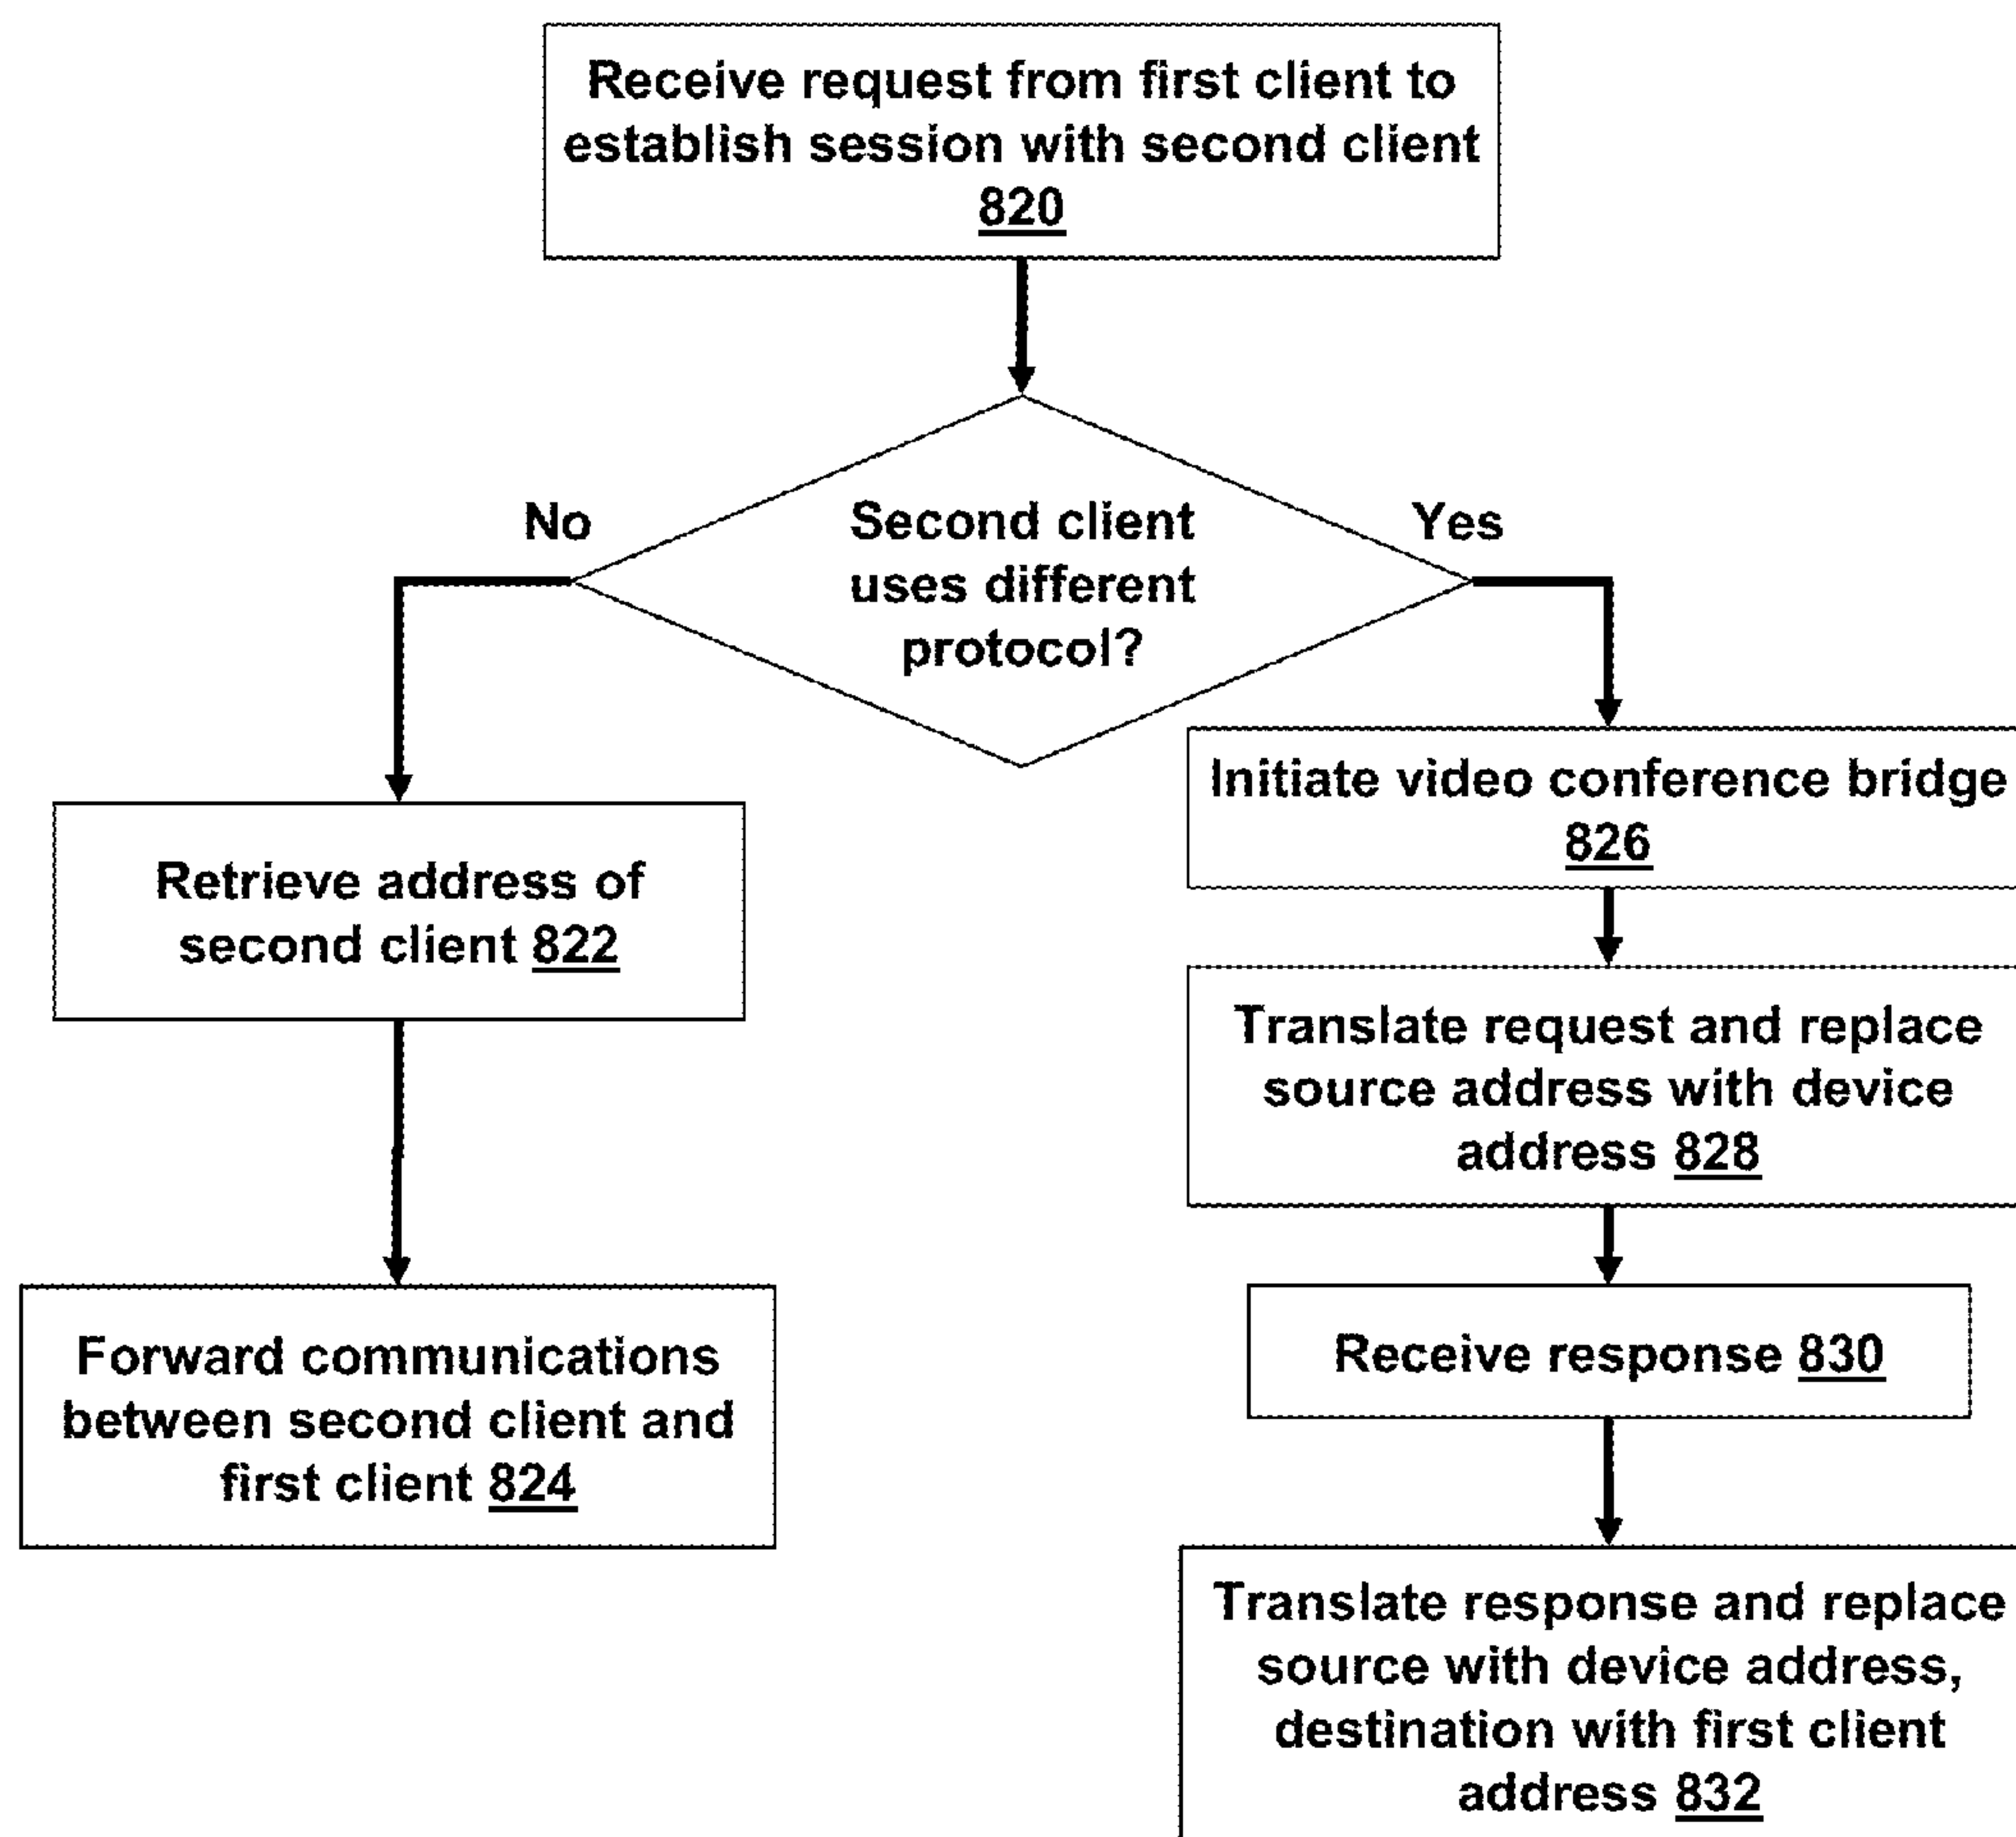 Receive request from first client to
establish session with second client
820
No
Second client
uses different
protocol?
Yes
Retrieve address of
second client 822
Forward communications
between second client and
first client 824
Initiate video conference bridge
826
Translate request and replace
source address with device
address 828
Receive response 830
Translate response and replace
source with device address,
destination with first client
address 832